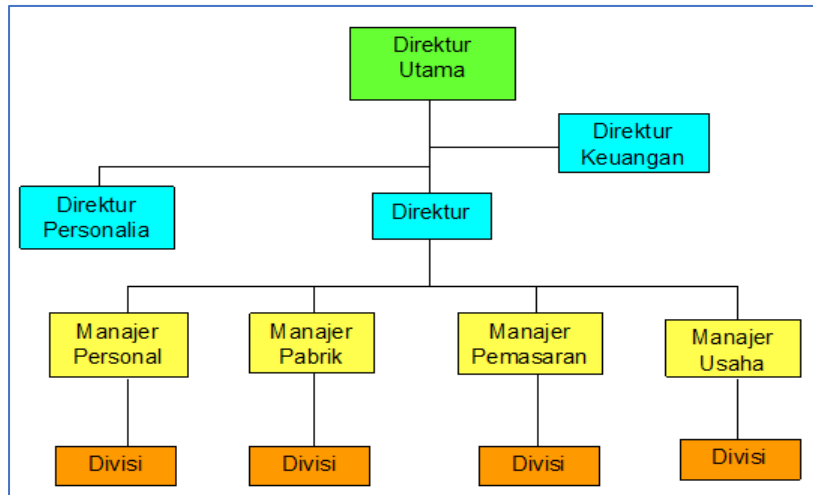 Direktur
Utama
Direktur
Keuangan
Direktur
Personalia
Direktur
Manajer
Personal
Manajer
Pabrik
Manajer
Pemasaran
Manajer
Usaha
Divisi
Divisi
Divisi
Divisi